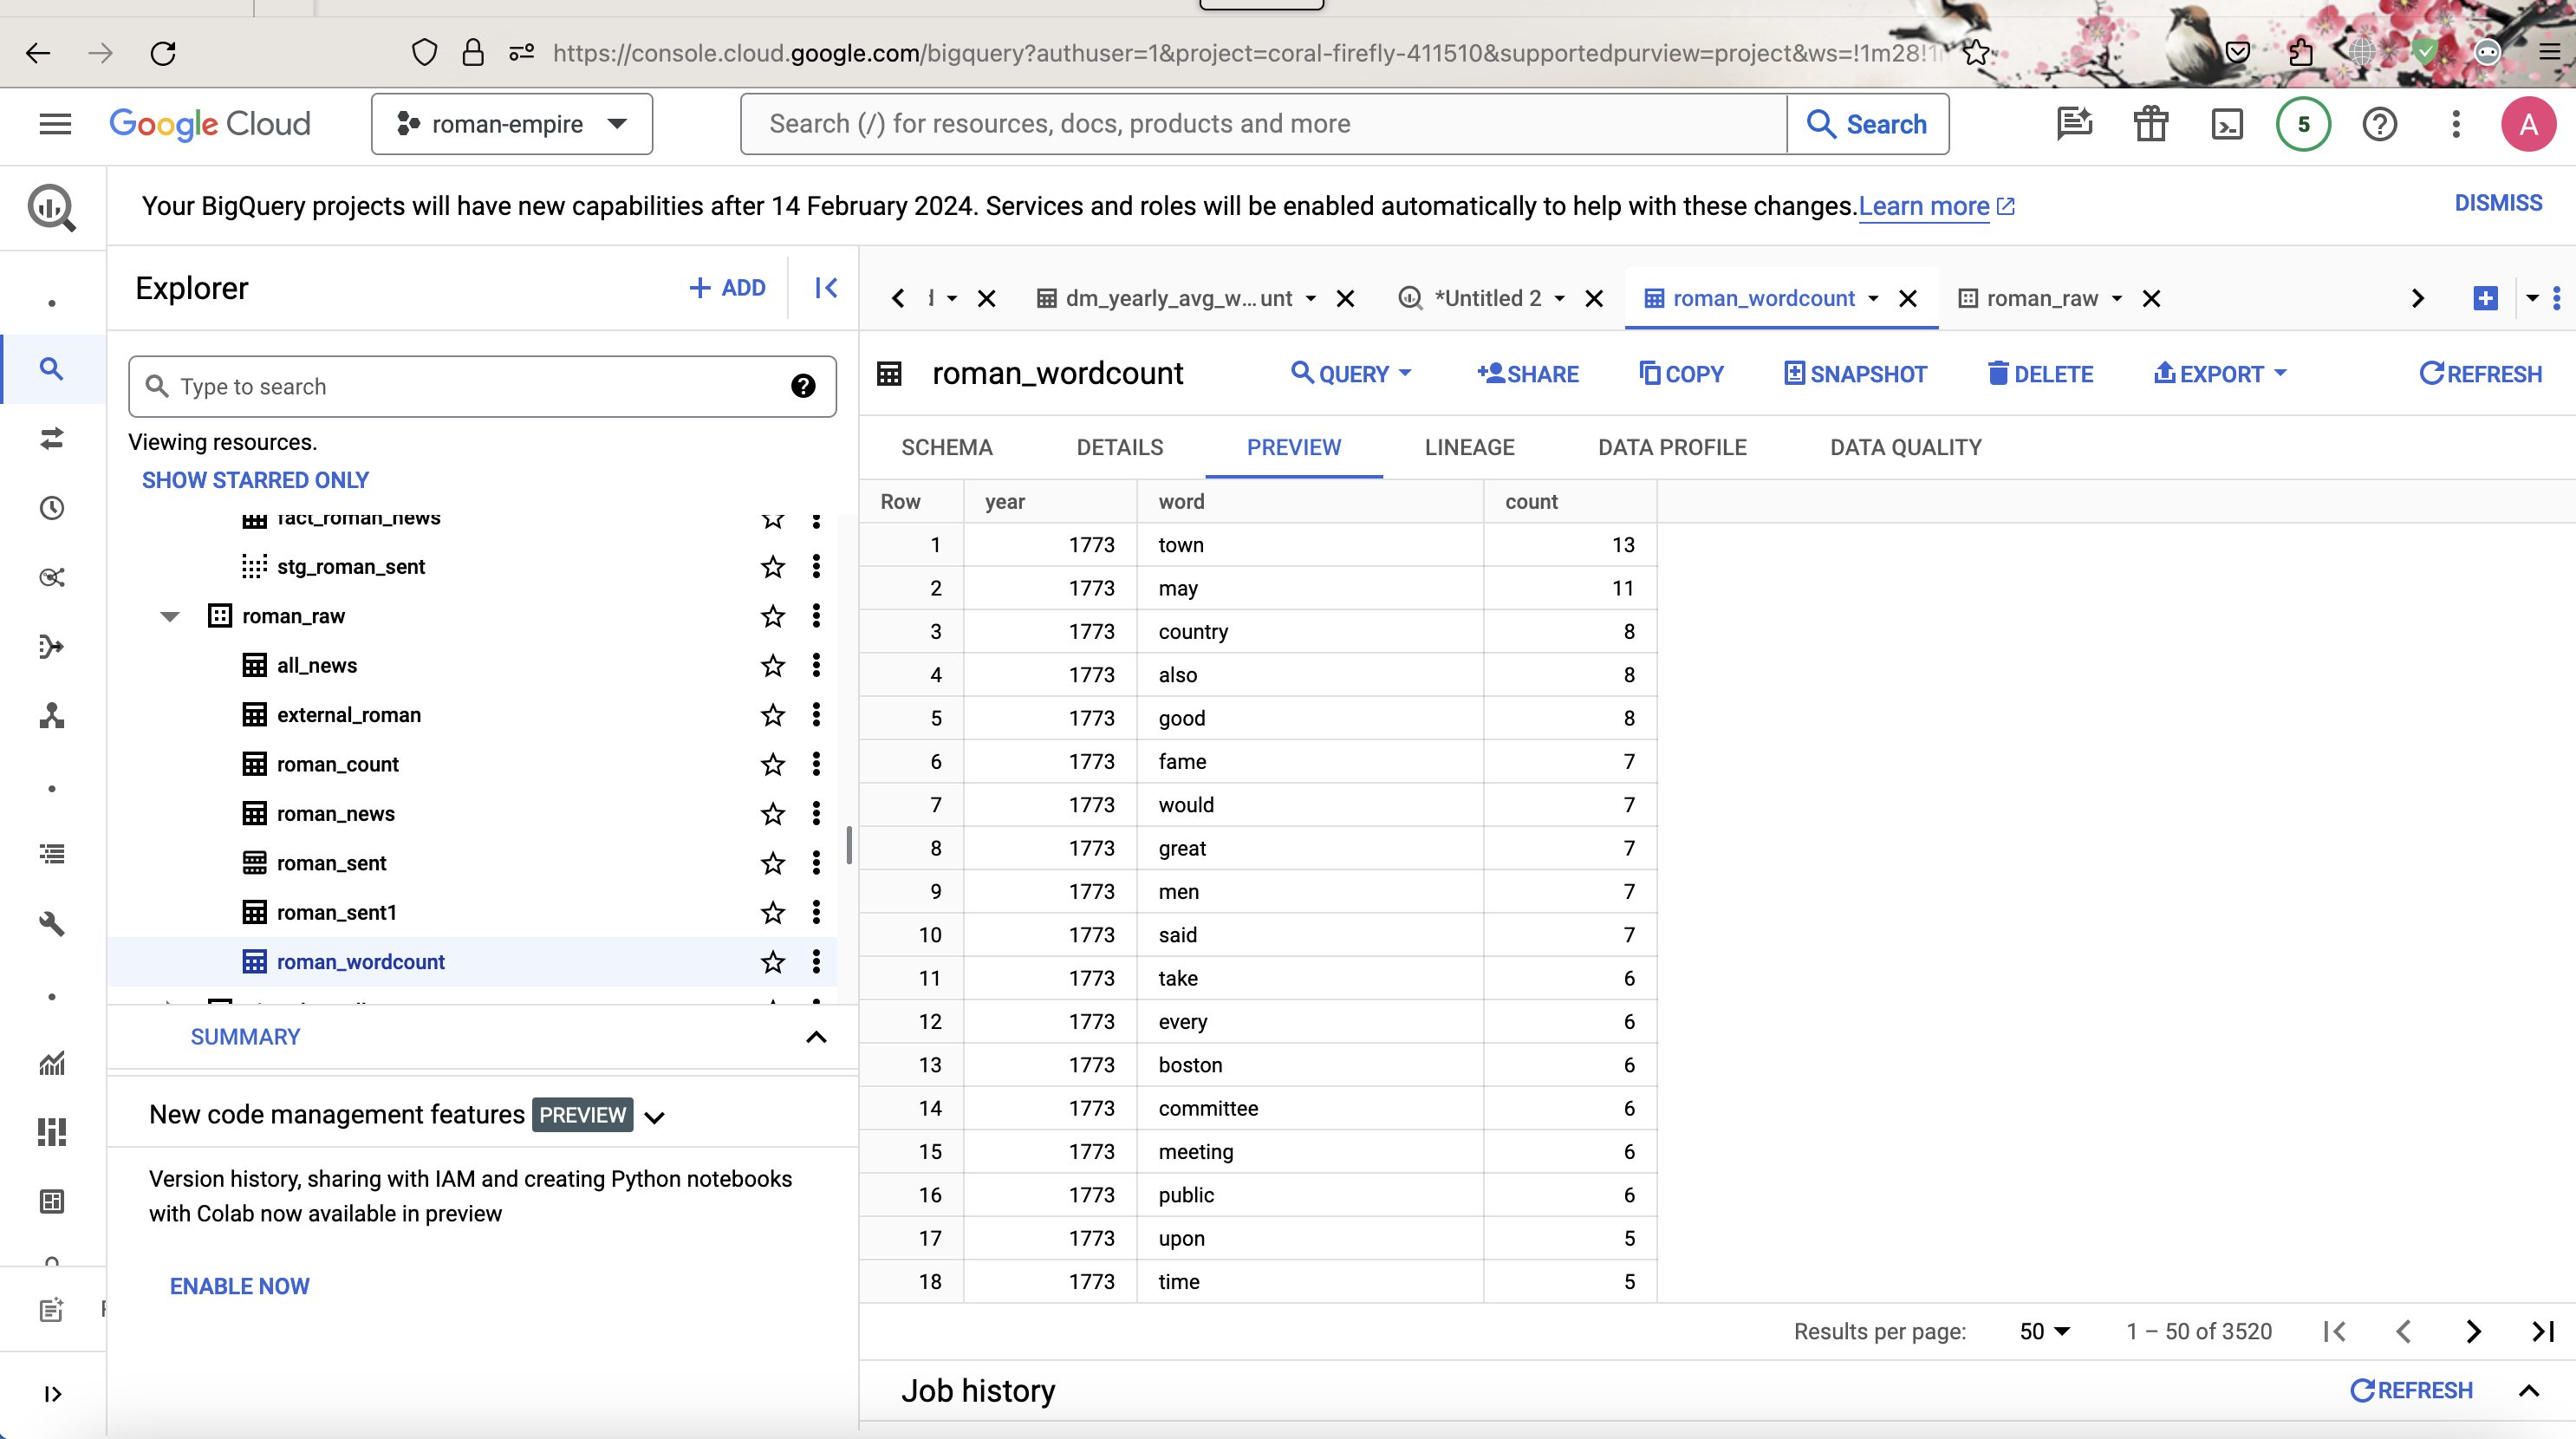 https://console.cloud.google.com/bigquery?authuser=1&project=coral-firefly-411510&supportedpurview=project&ws=!1m28!1
Google Cloud
roman-empire
Search (/) for resources, docs, products and more
Search
5
A
Your BigQuery projects will have new capabilities after 14 February 2024. Services and roles will be enabled automatically to help with these changes. Learn more
DISMISS
Explorer
+ ADD
dm_yearly_avg_w... unt
*Untitled 2
roman_wordcount
roman_raw
Type to search
Viewing resources.
SHOW STARRED ONLY
fact_roman_news
stg_roman_sent
roman_raw
all_news
external_roman
roman_count
roman_news
roman_sent
roman_sent1
roman_wordcount
SUMMARY
New code management features PREVIEW
Version history, sharing with IAM and creating Python notebooks
with Colab now available in preview
ENABLE NOW
roman_wordcount
QUERY
SHARE
COPY
SNAPSHOT
DELETE
EXPORT
REFRESH
SCHEMA DETAILS PREVIEW LINEAGE DATA PROFILE DATA QUALITY
Row year word count
1 1773 town 13
2 1773 may 11
3 1773 country 8
4 1773 also 8
5 1773 good 8
6 1773 fame 7
7 1773 would 7
8 1773 great 7
9 1773 men 7
10 1773 said 7
11 1773 take 6
12 1773 every 6
13 1773 boston 6
14 1773 committee 6
15 1773 meeting 6
16 1773 public 6
17 1773 upon 5
18 1773 time 5
Results per page: 50 1 – 50 of 3520
Job history
REFRESH